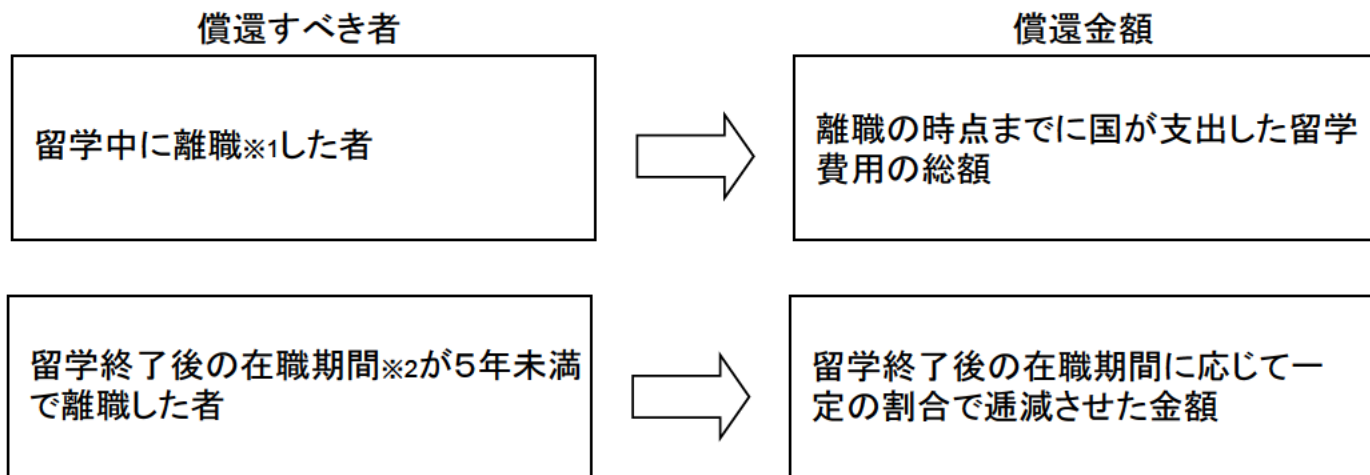 償還すべき者
償還金額
留学中に離職※1した者
離職の時点までに国が支出した留学
費用の総額
留学終了後の在職期間※2が5年未満
で離職した者
留学終了後の在職期間に応じて一
定の割合で逓減させた金額